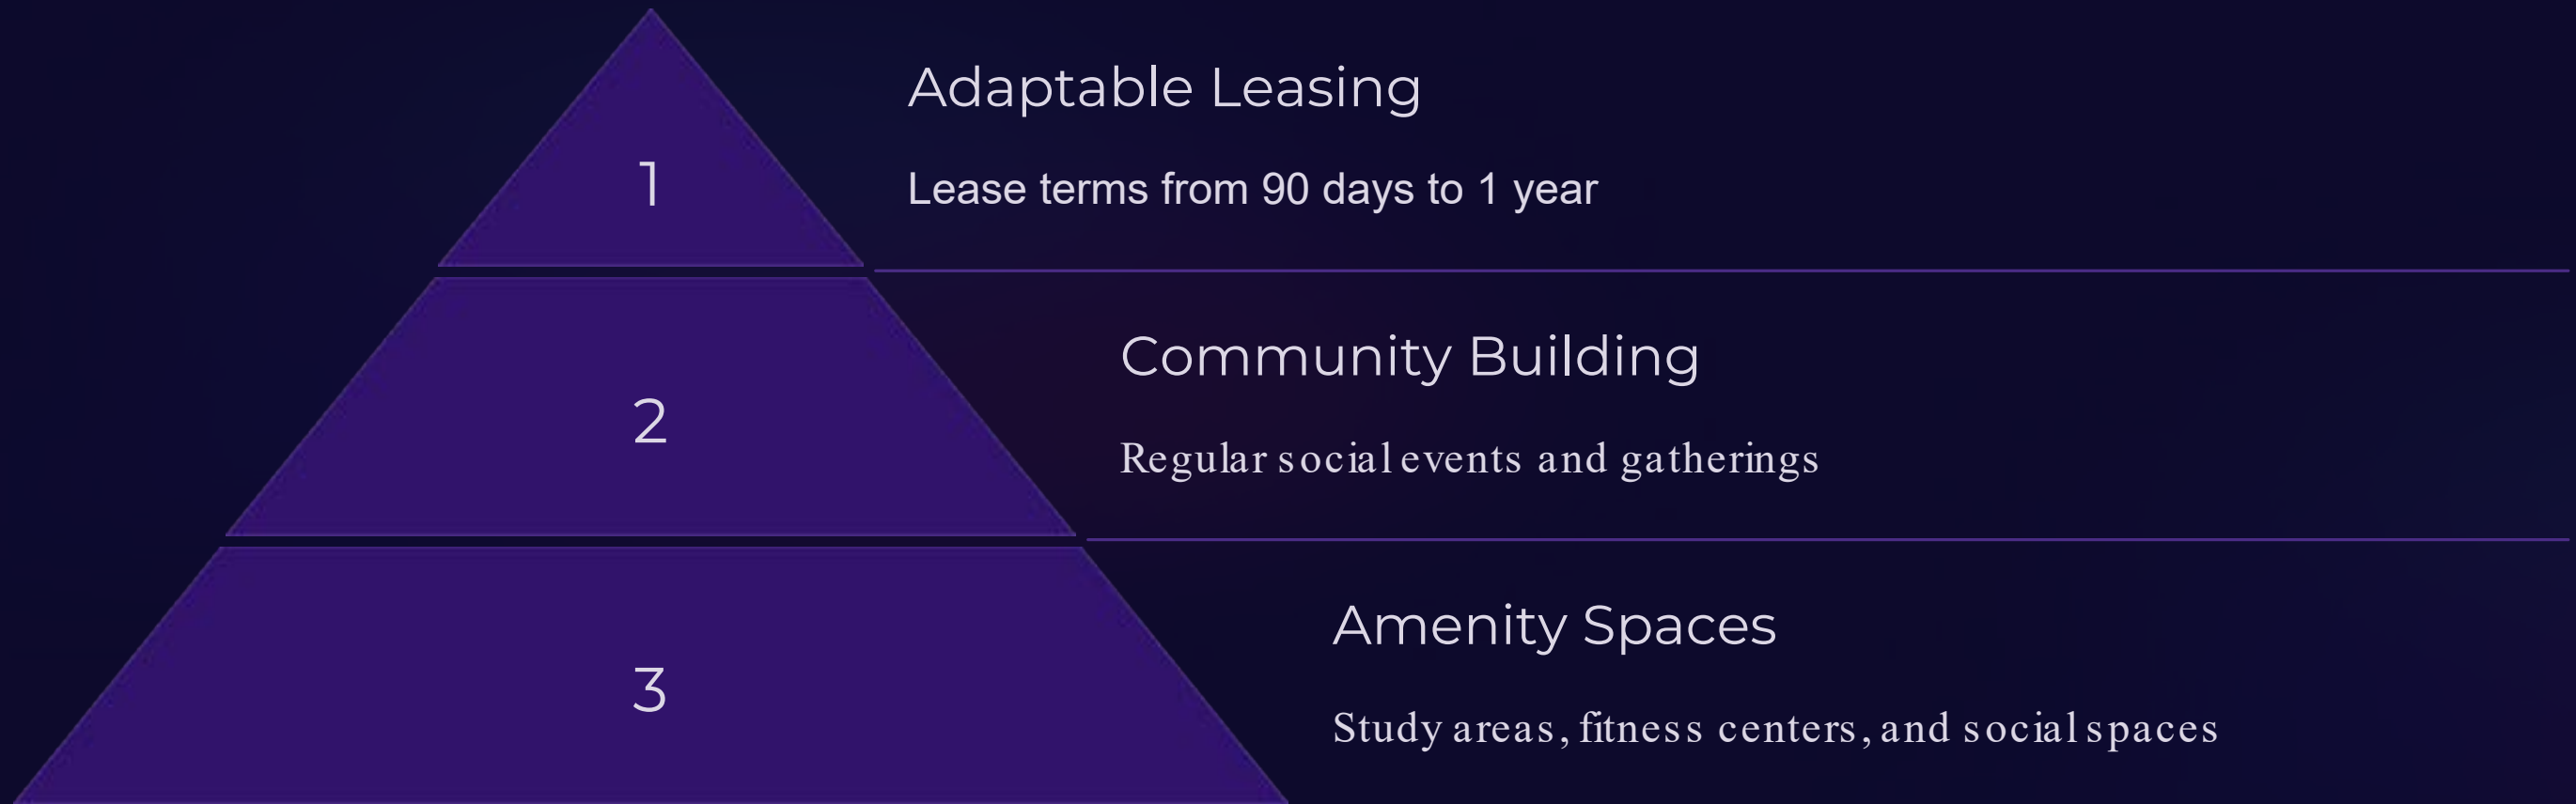 1
Adaptable Leasing
Lease terms from 90 days to 1 year
2
Community Building
Regular social events and gatherings
3
Amenity Spaces
Study areas, fitness centers, and social spaces